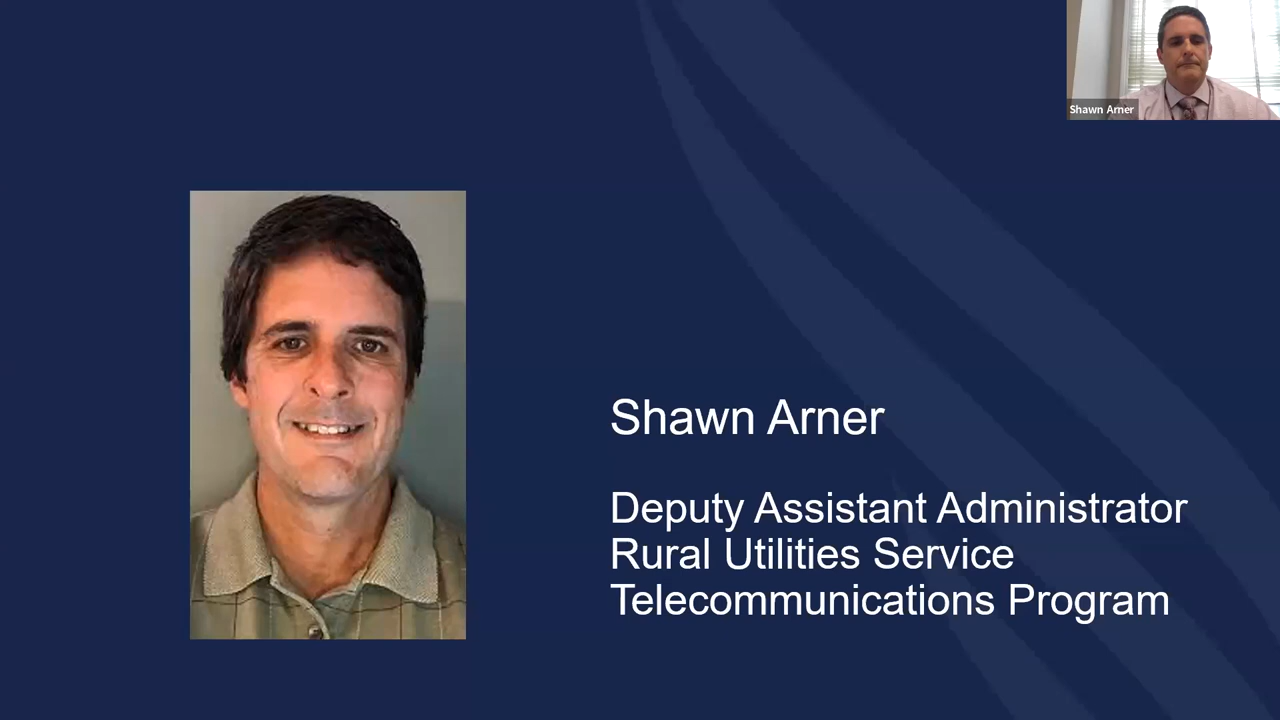 Shawn Arner
Shawn Arner
Deputy Assistant Administrator
Rural Utilities Service
Telecommunications Program